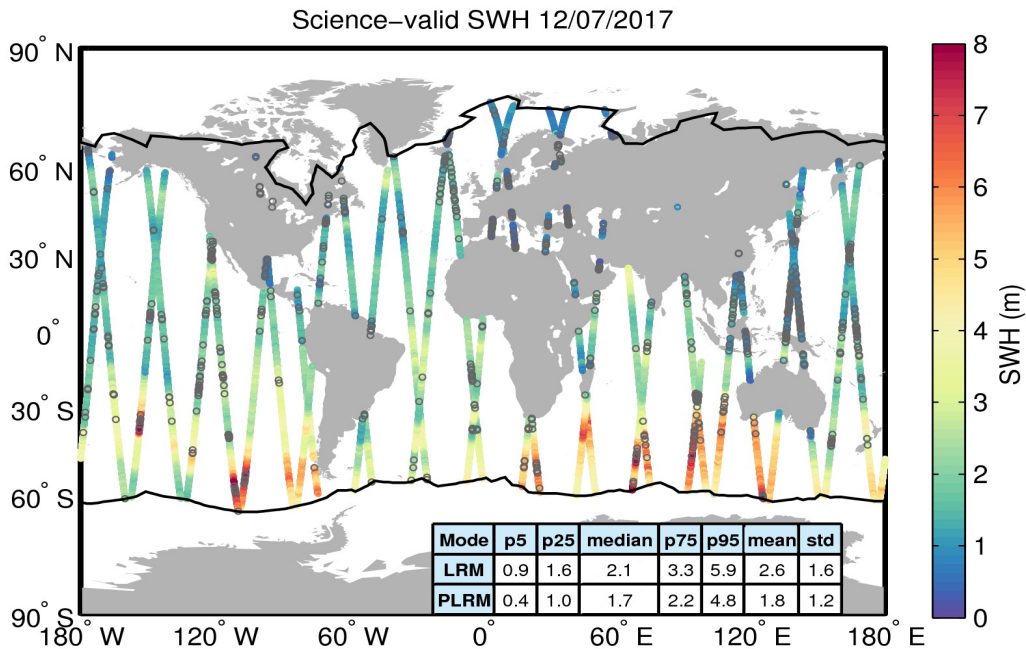 Science−valid SWH 12/07/2017
90° N
60° N
30° N
0°
30° S
60° S
90° S
180° W
120° W
60° W
0°
60° E
120° E
180° E
Mode p5 p25 median p75 p95 mean std
LRM 0.9 1.6 2.1 3.3 5.9 2.6 1.6
PLRM 0.4 1.0 1.7 2.2 4.8 1.8 1.2
8
7
6
5
4
3
2
1
0
SWH (m)